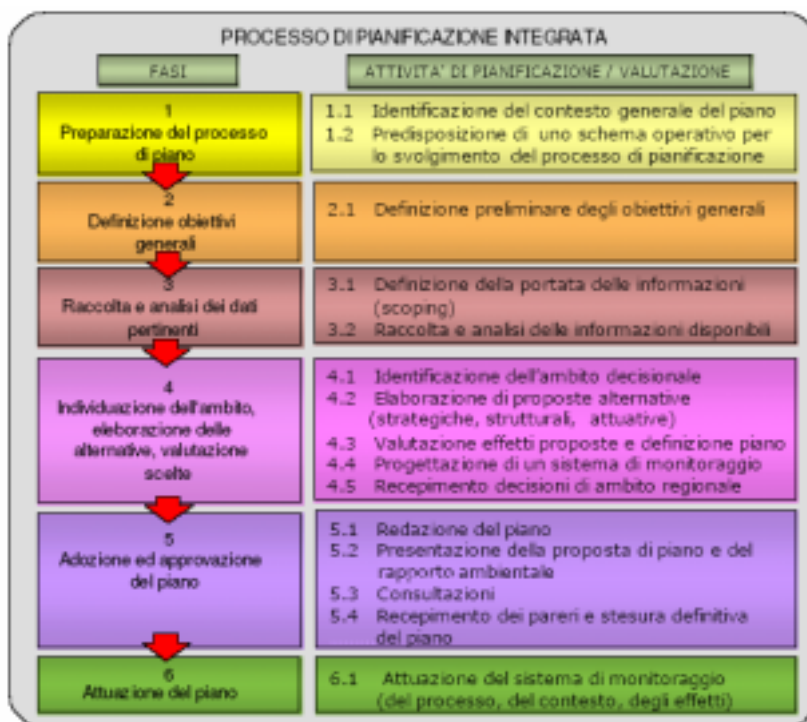 PROCESSO DI PIANIFICAZIONE INTEGRATA
FASI
ATTIVITA' DI PIANIFICAZIONE / VALUTAZIONE
1
Preparazione del processo
di piano
1.1 Identificazione del contesto generale del piano
1.2 Predisposizione di uno schema operativo per
lo svolgimento del processo di pianificazione
2
Definizione obiettivi
generali
2.1 Definizione preliminare degli obiettivi generali
3
Raccolta e analisi dei dati
pertinenti
3.1 Definizione della portata delle informazioni
(scoping)
3.2 Raccolta e analisi delle informazioni disponibili
4
Individuazione dell'ambito,
elaborazione delle
alternative, valutazione
scelte
4.1 Identificazione dell'ambito decisionale
4.2 Elaborazione di proposte alternative
(strategiche, strutturali, attuative)
4.3 Valutazione effetti proposte e definizione piano
4.4 Progettazione di un sistema di monitoraggio
4.5 Recepimento decisioni di ambito regionale
5
Adozione ed approvazione
del piano
5.1 Redazione del piano
5.2 Presentazione della proposta di piano e del
rapporto ambientale
5.3 Consultazioni
5.4 Recepimento dei pareri e stesura definitiva
del piano
6
Attuazione del piano
6.1 Attuazione del sistema di monitoraggio
(del processo, del contesto, degli effetti)